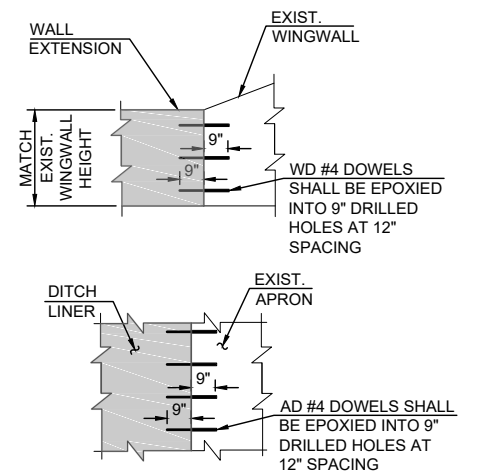 WALL
EXTENSION
EXIST.
WINGWALL
MATCH
EXIST.
WINGWALL
HEIGHT
9"
9"
WD #4 DOWELS
SHALL BE EPOXIED
INTO 9" DRILLED
HOLES AT 12"
SPACING
DITCH
LINER
EXIST.
APRON
9"
9"
AD #4 DOWELS SHALL
BE EPOXIED INTO 9"
DRILLED HOLES AT
12" SPACING